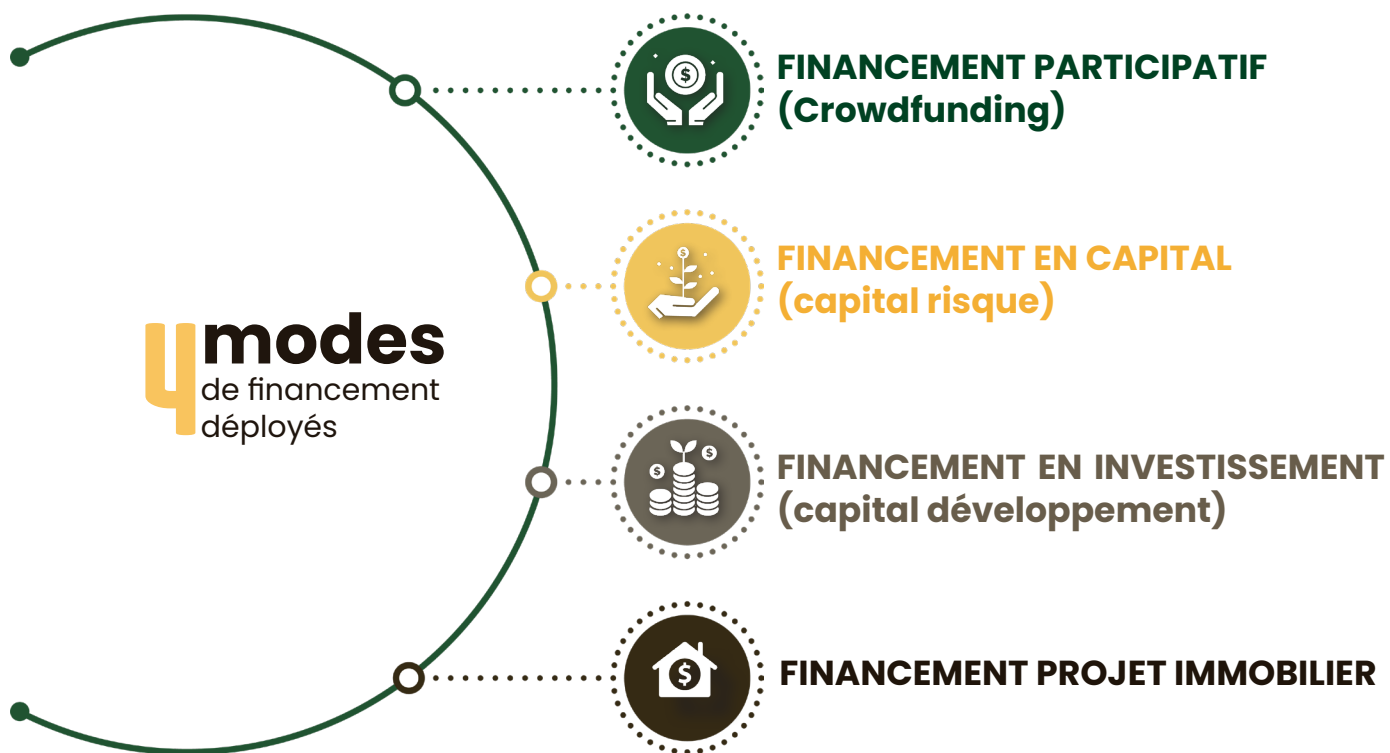 4 modes
de financement
déployés
FINANCEMENT PARTICIPATIF
(Crowdfunding)
FINANCEMENT EN CAPITAL
(capital risque)
FINANCEMENT EN INVESTISSEMENT
(capital développement)
FINANCEMENT PROJET IMMOBILIER